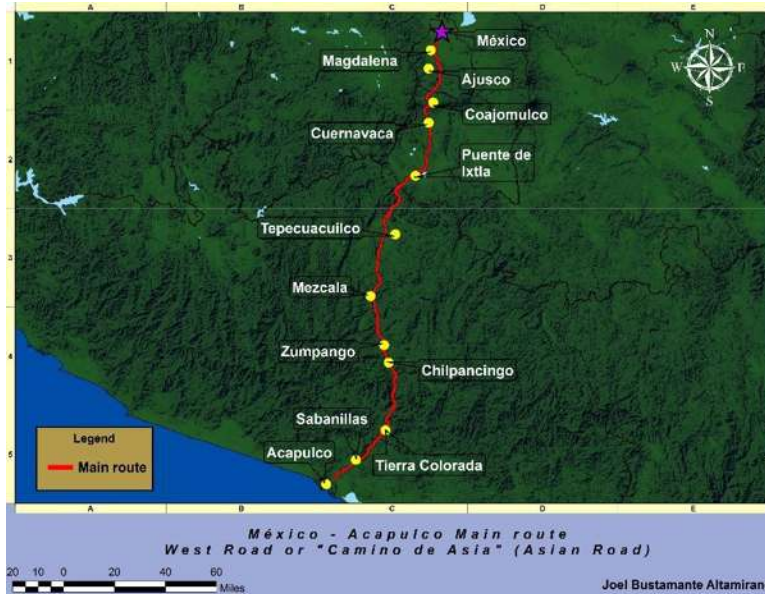 A
B
C
D
E
1
México
N
W
E
S
Magdalena
Ajusco
Coajomulco
Cuernavaca
2
Puente de
Ixtla
Tepecuacuilco
3
Mezcala
Zumpango
4
Chilpancingo
Sabanillas
Legend
Main route
Acapulco
Tierra Colorada
5
A
B
C
D
E
México - Acapulco Main route
West Road or "Camino de Asia" (Asian Road)
20 10 0 20 40 60
Miles
Joel Bustamante Altamiran